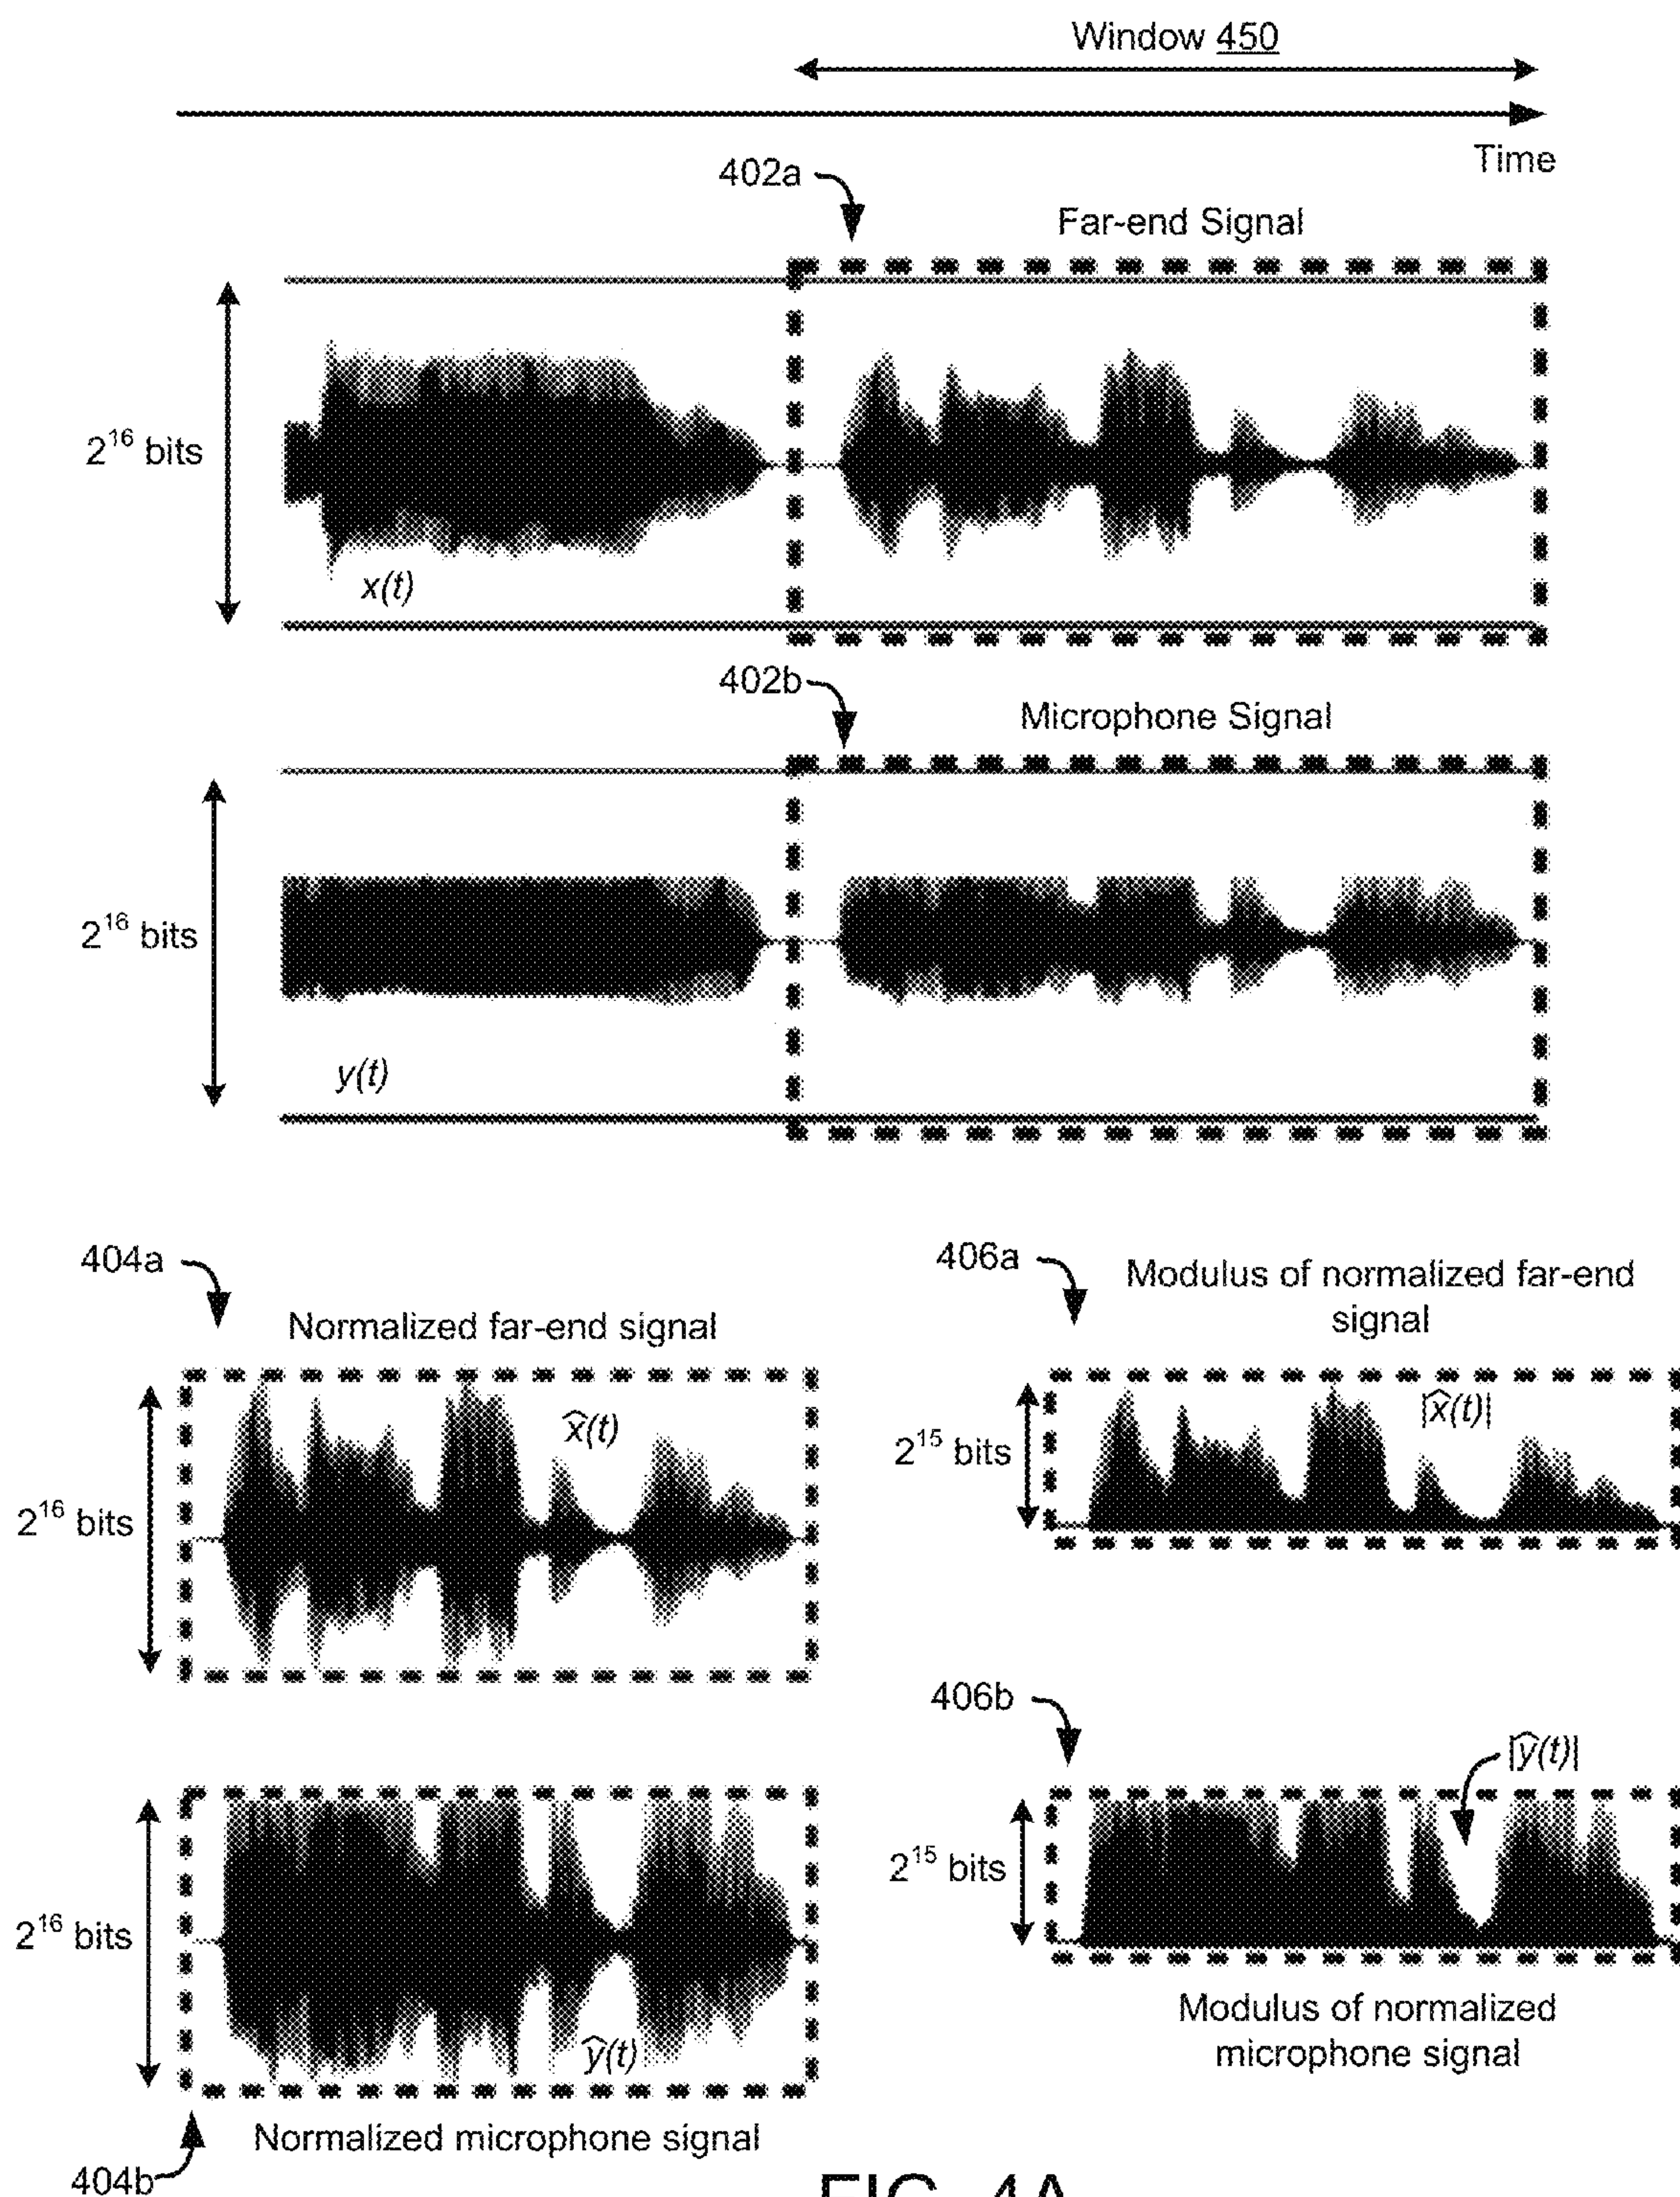 Window 450
Time
402a
Far-end Signal
2^16 bits
x(t)
402b
Microphone Signal
2^16 bits
y(t)
404a
Normalized far-end signal
2^16 bits
x̂(t)
406a
Modulus of normalized far-end
signal
2^15 bits
|x̂(t)|
2^16 bits
ŷ(t)
Normalized microphone signal
404b
406b
|ŷ(t)|
2^15 bits
Modulus of normalized
microphone signal
FIG. 4A